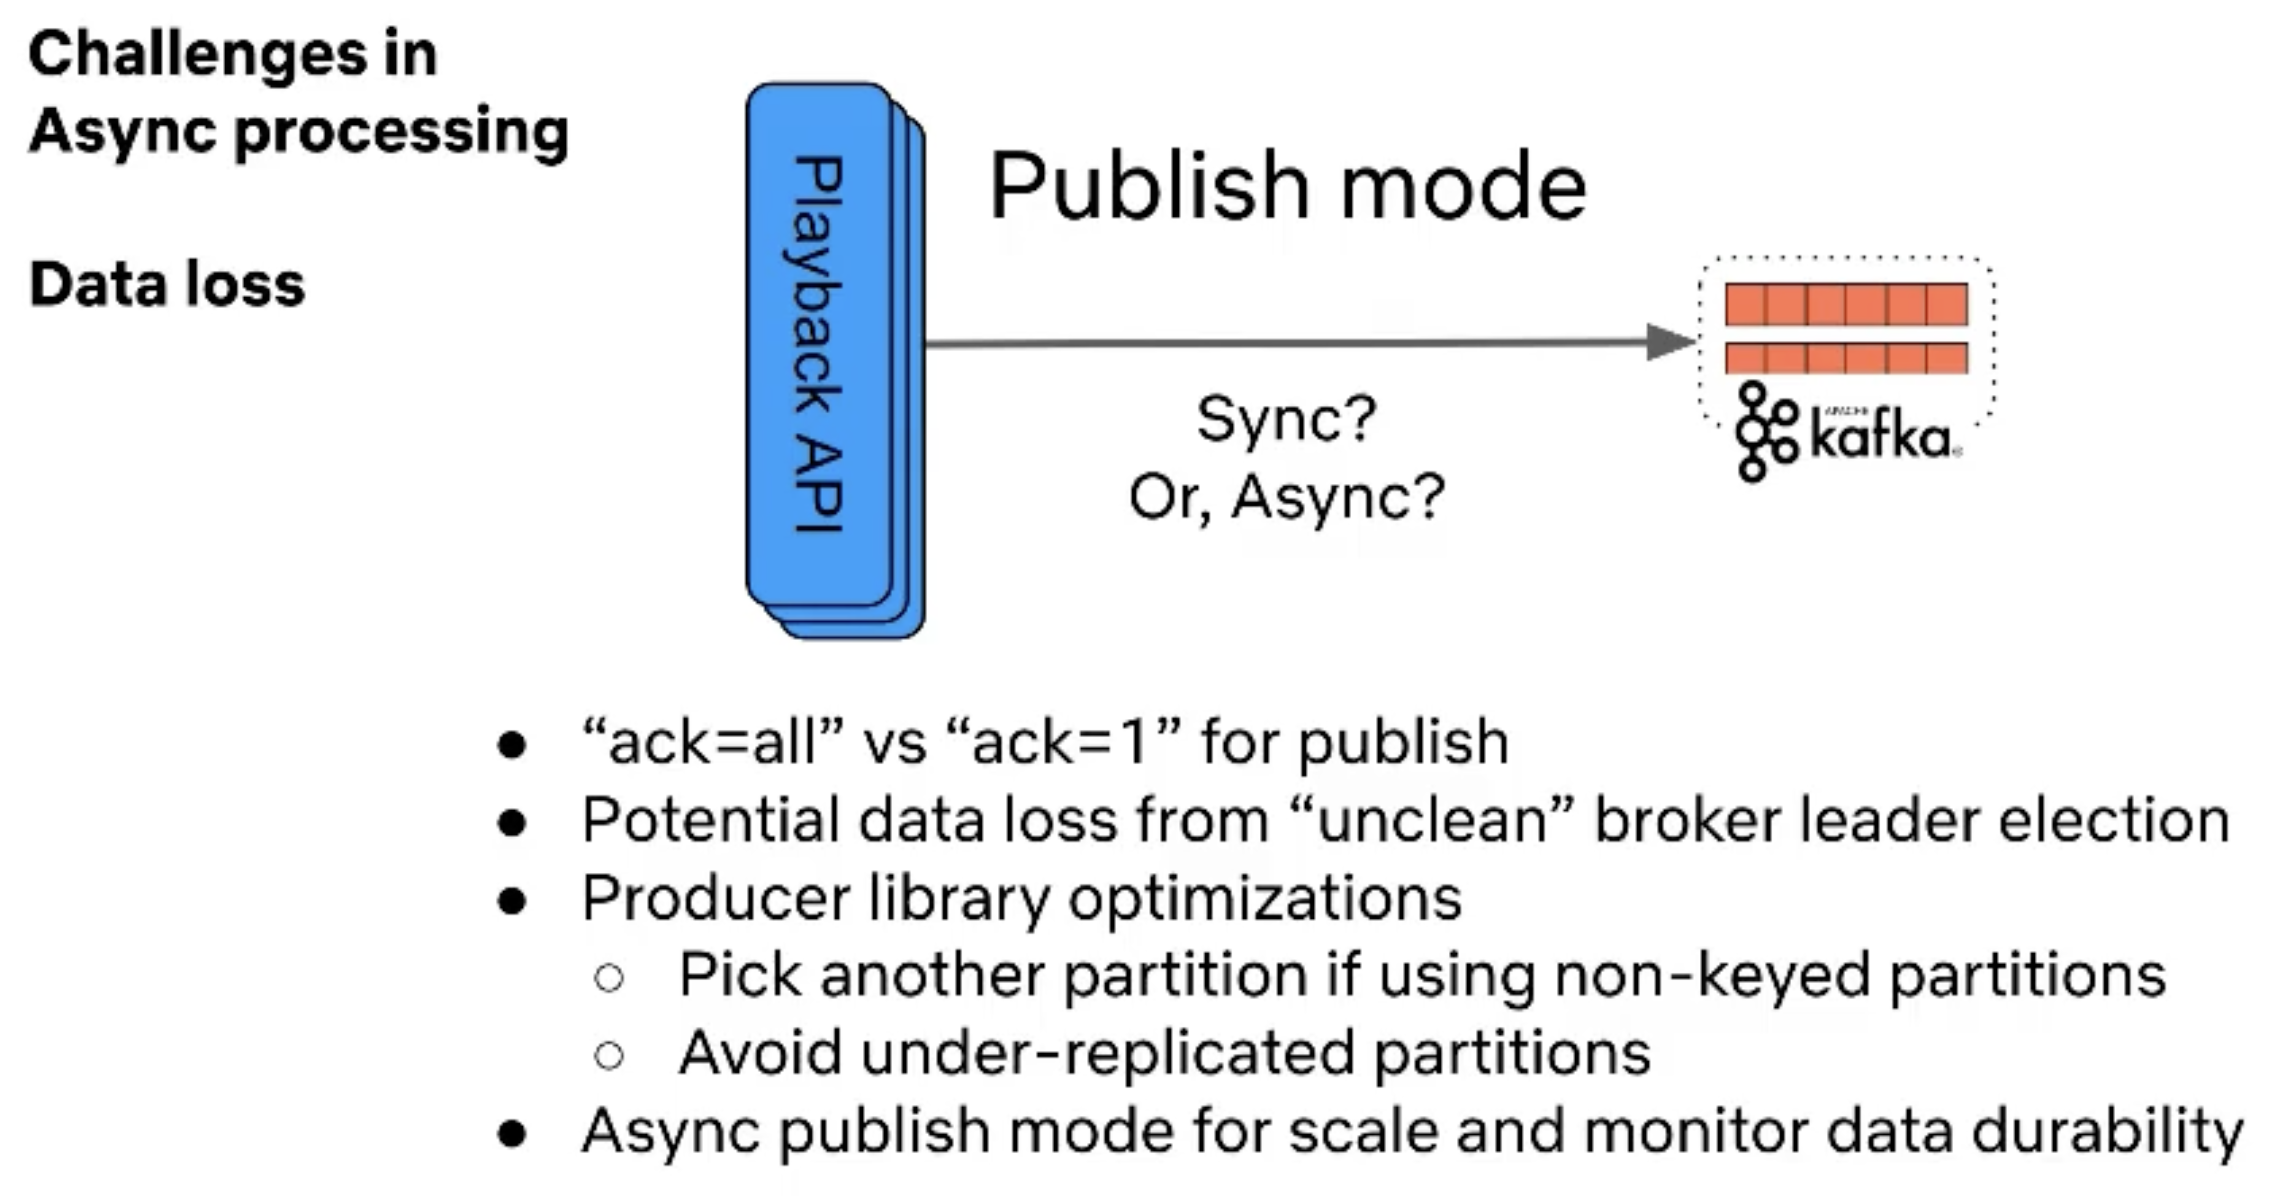 Challenges in
Async processing
Data loss
Playback API
Publish mode
Sync?
Or, Async?
APACHE
kafka®
● “ack=all” vs “ack=1” for publish
● Potential data loss from “unclean” broker leader election
● Producer library optimizations
○ Pick another partition if using non-keyed partitions
○ Avoid under-replicated partitions
● Async publish mode for scale and monitor data durability